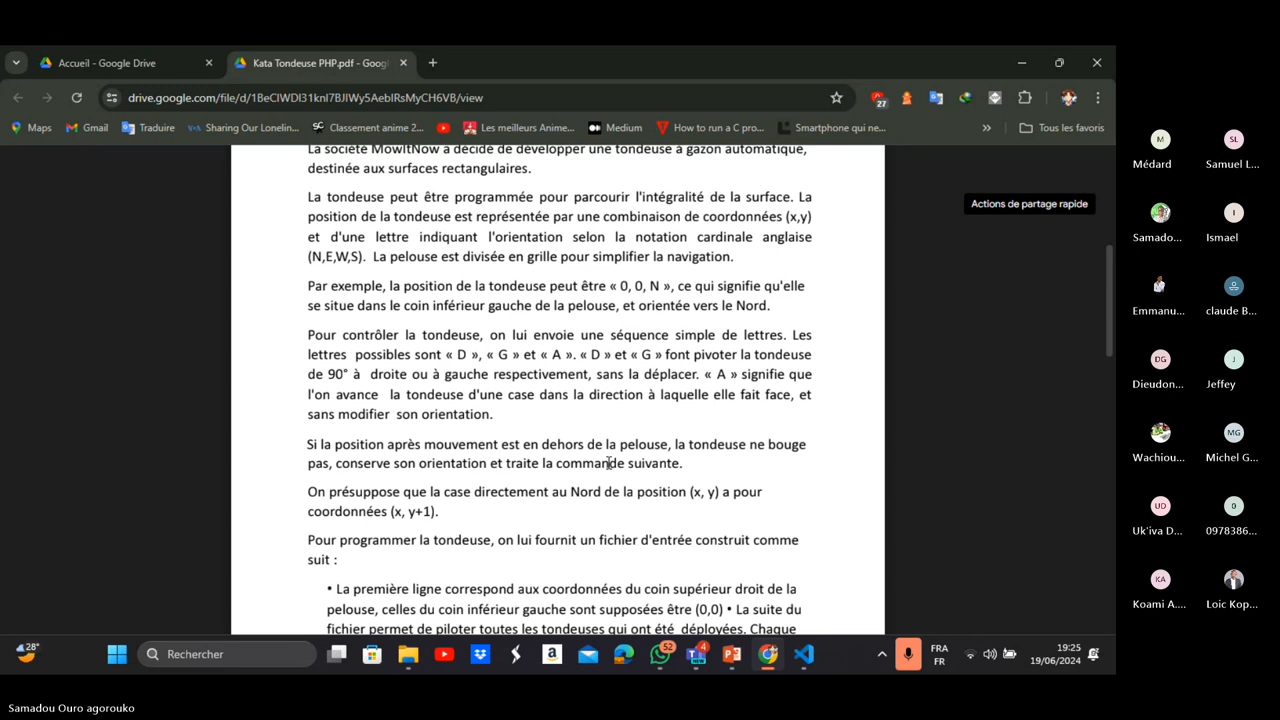 Accueil - Google Drive
Kata Tondeuse PHP.pdf - Goog
drive.google.com/file/d/1BeCIWDI31knI7BJIWy5AebIRsMyCH6VB/view
27
Maps
Gmail
Traduire
Sharing Our Lonelin...
Classement anime 2...
Les meilleurs Anime...
Medium
How to run a C pro...
Smartphone qui ne...
»
Tous les favoris
La société MowItNow a décidé de développer une tondeuse à gazon automatique,
destinée aux surfaces rectangulaires.
La tondeuse peut être programmée pour parcourir l'intégralité de la surface. La
position de la tondeuse est représentée par une combinaison de coordonnées (x,y)
et d'une lettre indiquant l'orientation selon la notation cardinale anglaise
(N,E,W,S). La pelouse est divisée en grille pour simplifier la navigation.
Par exemple, la position de la tondeuse peut être « 0, 0, N », ce qui signifie qu'elle
se situe dans le coin inférieur gauche de la pelouse, et orientée vers le Nord.
Pour contrôler la tondeuse, on lui envoie une séquence simple de lettres. Les
lettres possibles sont « D », « G » et « A ». « D » et « G » font pivoter la tondeuse
de 90° à droite ou à gauche respectivement, sans la déplacer. « A » signifie que
l'on avance la tondeuse d'une case dans la direction à laquelle elle fait face, et
sans modifier son orientation.
Si la position après mouvement est en dehors de la pelouse, la tondeuse ne bouge
pas, conserve son orientation et traite la commande suivante.
On présuppose que la case directement au Nord de la position (x, y) a pour
coordonnées (x, y+1).
Pour programmer la tondeuse, on lui fournit un fichier d'entrée construit comme
suit :
• La première ligne correspond aux coordonnées du coin supérieur droit de la
pelouse, celles du coin inférieur gauche sont supposées être (0,0) • La suite du
fichier permet de piloter toutes les tondeuses qui ont été déployées. Chaque
Actions de partage rapide
M
Médard
SL
Samuel L...
Samado...
I
Ismael
Emmanu...
claude B...
DG
Dieudon...
J
Jeffey
Wachiou...
MG
Michel G...
UD
Uk'iva D...
0
0978386...
KA
Koami A...
Loic Kop...
28°
Rechercher
52
4
FRA
FR
19:25
19/06/2024
Samadou Ouro agorouko